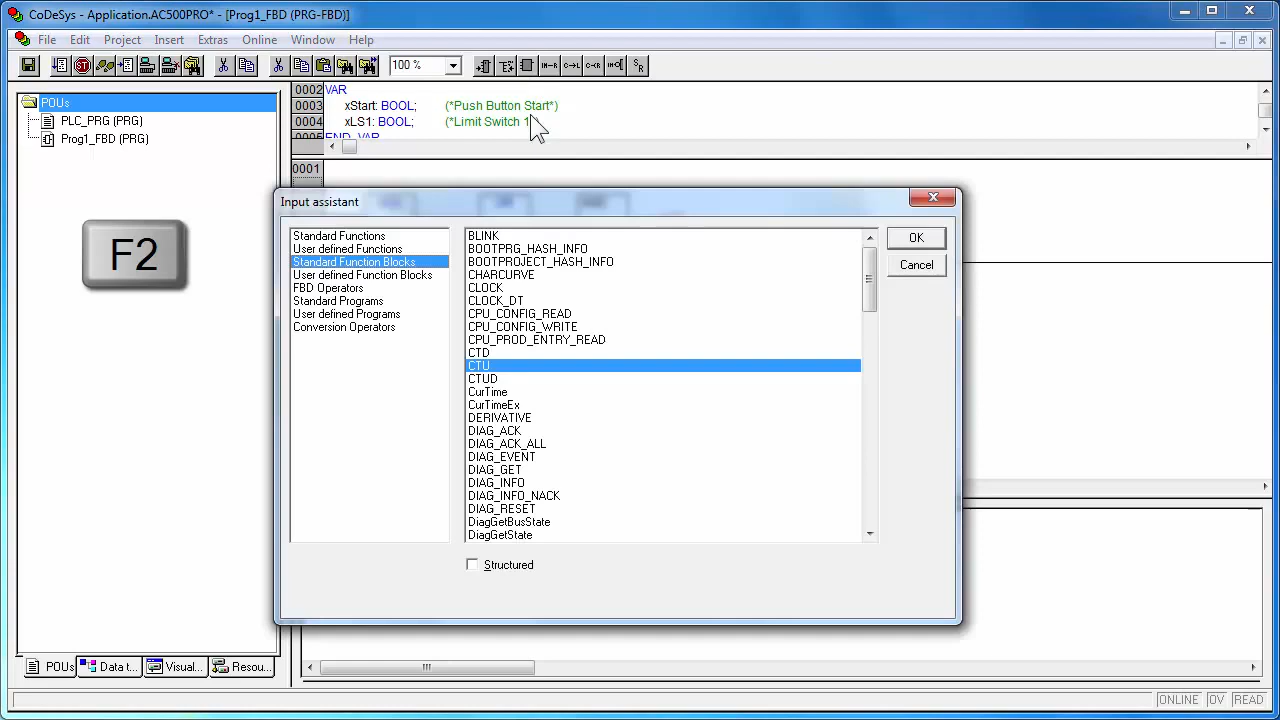 CoDeSys - Application.AC500PRO* - [Prog1_FBD (PRG-FBD)]
File Edit Project Insert Extras Online Window Help
100 %
POUs
PLC_PRG (PRG)
Prog1_FBD (PRG)
F2
0002 VAR
0003 xStart: BOOL; (*Push Button Start*)
0004 xLS1: BOOL; (*Limit Switch 1
0005 END_VAR
0001
Input assistant
Standard Functions
User defined Functions
Standard Function Blocks
User defined Function Blocks
FBD Operators
Standard Programs
User defined Programs
Conversion Operators
BLINK
BOOTPRG_HASH_INFO
BOOTPROJECT_HASH_INFO
CHARCURVE
CLOCK
CLOCK_DT
CPU_CONFIG_READ
CPU_CONFIG_WRITE
CPU_PROD_ENTRY_READ
CTD
CTU
CTUD
CurTime
CurTimeEx
DERIVATIVE
DIAG_ACK
DIAG_ACK_ALL
DIAG_EVENT
DIAG_GET
DIAG_INFO
DIAG_INFO_NACK
DIAG_RESET
DiagGetBusState
DiagGetState
OK
Cancel
Structured
POUs Data t... Visual... Resou...
ONLINE OV READ